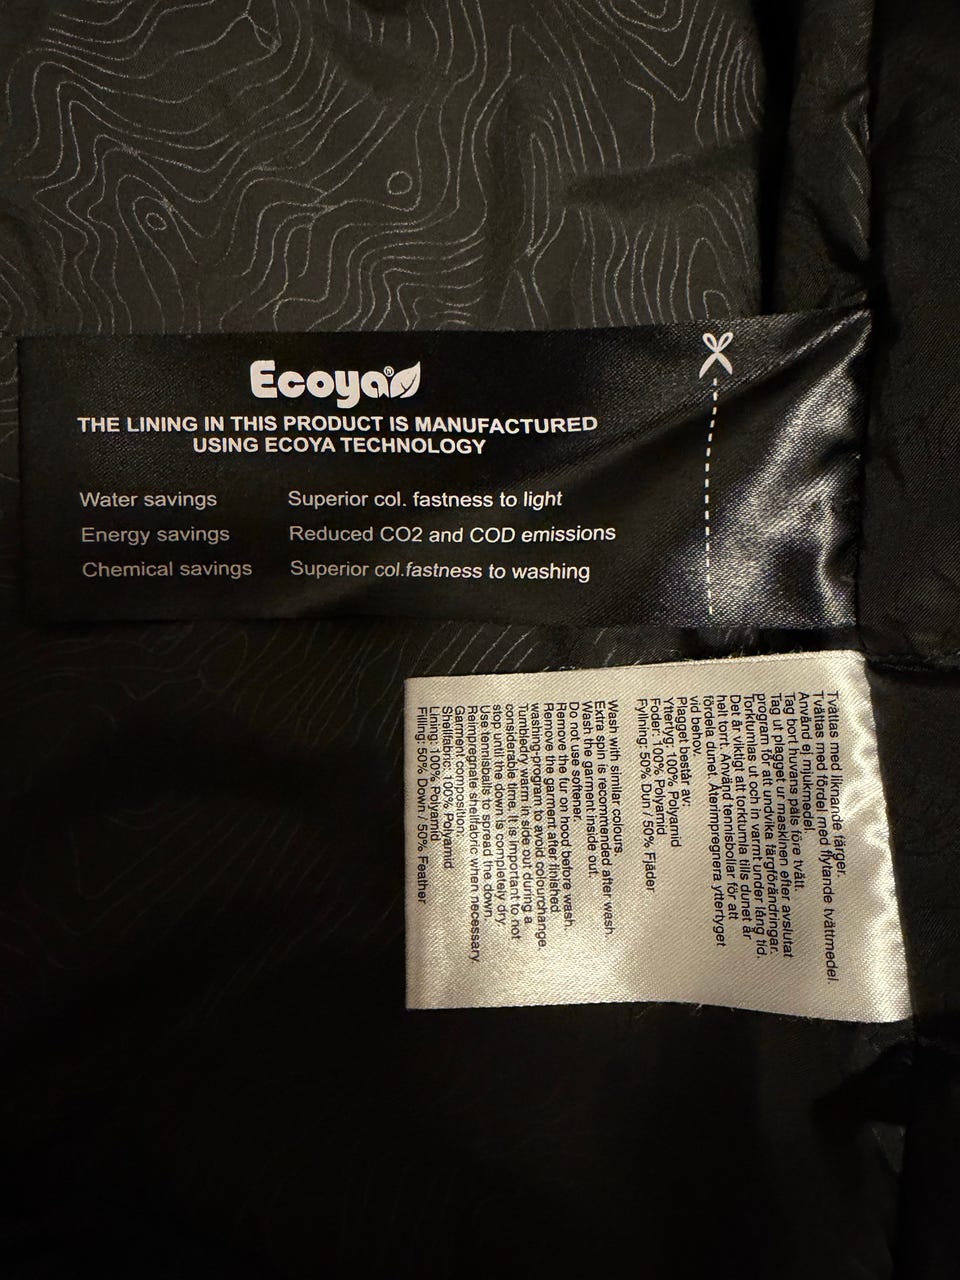 Ecoya®
THE LINING IN THIS PRODUCT IS MANUFACTURED
USING ECOYA TECHNOLOGY
Water savings Superior col. fastness to light
Energy savings Reduced CO2 and COD emissions
Chemical savings Superior col.fastness to washing
Tvättas med liknande färger.
Tvättas med fördel med flytande tvättmedel.
Använd ej mjukmedel.
Tag bort huvans päls före tvätt.
Tag ut plagget ur maskinen efter avslutat
program för att undvika färgförändringar.
Torktumlas ut och in varmt under lång tid.
Det är viktigt att torktumla tills dunet är
helt torrt. Använd tennisbollar för att
fördela dunet. Återimpregnera yttertyget
vid behov.
Plagget består av:
Yttertyg: 100% Polyamid
Foder: 100% Polyamid
Fyllning: 50% Dun / 50% Fjäder
Wash with similar colours.
Extra spin is recommended after wash.
Wash the garment inside out.
Do not use softener.
Remove the fur on hood before wash.
Remove the garment after finished
washing-program to avoid colourchange.
Tumbledry warm in side out during a
considerable time. It is important to not
stop until the down is completely dry.
Use tennisballs to spread the down.
Reimpregnate shellfabric when necessary.
Garment composition:
Shellfabric: 100% Polyamid
Lining: 100% Polyamid
Filling: 50% Down / 50% Feather